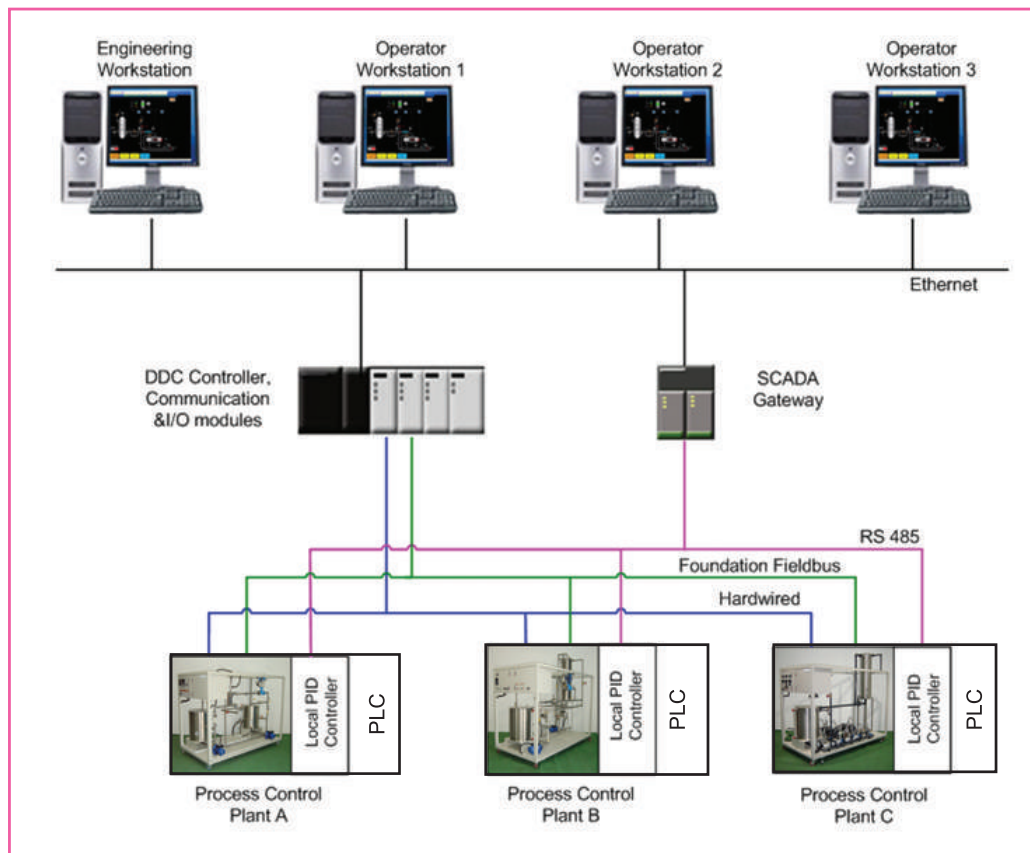 Engineering
Workstation
Operator
Workstation 1
Operator
Workstation 2
Operator
Workstation 3
Ethernet
DDC Controller,
Communication
&I/O modules
SCADA
Gateway
RS 485
Foundation Fieldbus
Hardwired
Local PID
Controller
PLC
Local PID
Controller
PLC
Local PID
Controller
PLC
Process Control
Plant A
Process Control
Plant B
Process Control
Plant C